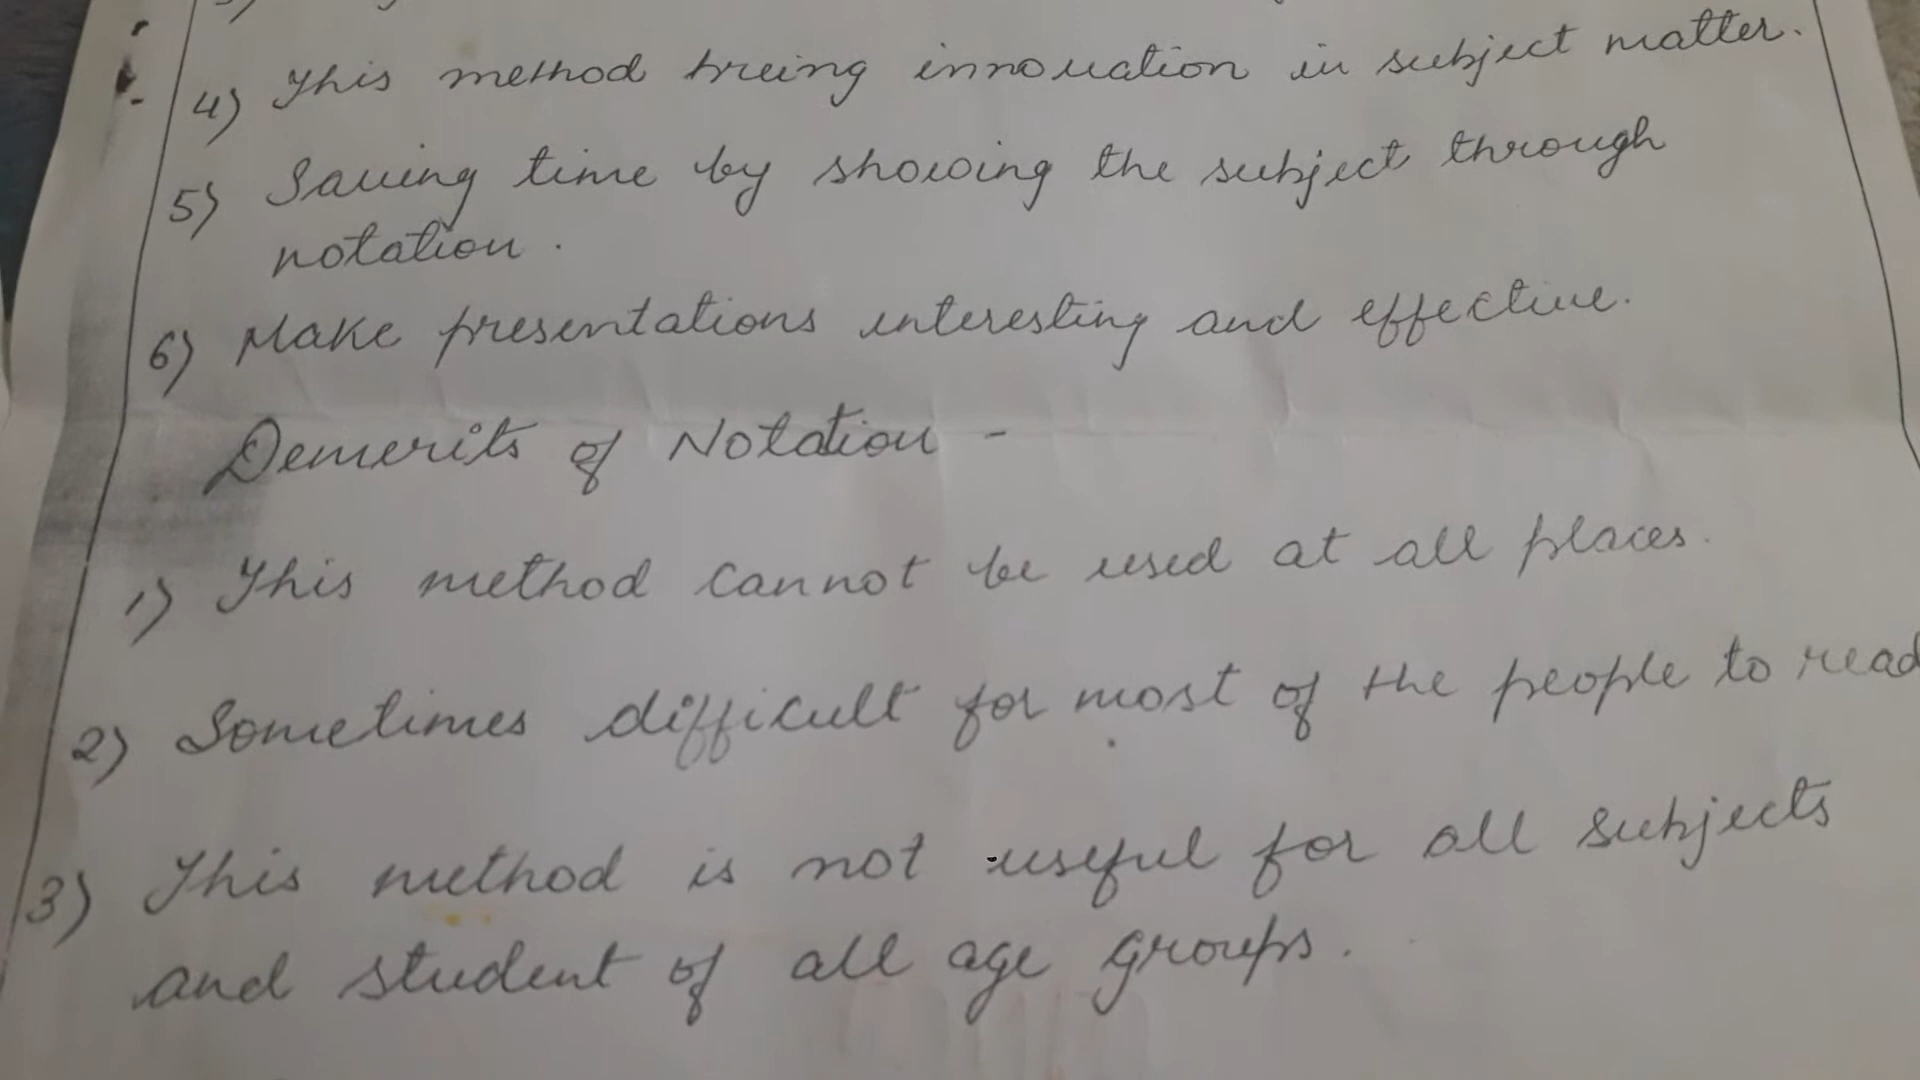 4) This method bring innovation in subject matter.
5) Saving time by showing the subject through
notation.
6) Make presentations interesting and effective.
Demerits of Notation -
1) This method cannot be used at all places.
2) Sometimes difficult for most of the people to read
3) This method is not useful for all subjects
and student of all age groups.